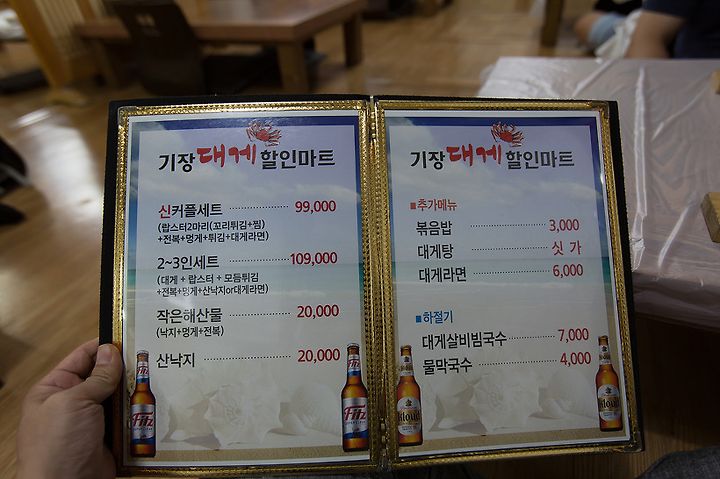 기장 대게 할인마트
신커플세트 99,000
(랍스터2마리(꼬리튀김+찜)
+전복+멍게+튀김+대게라면)
2~3인세트 109,000
(대게 + 랍스터 + 모듬튀김
+전복+멍게+산낙지or대게라면)
작은해산물 20,000
(낙지+멍게+전복)
산낙지 20,000
Fitz
Fitz
기장 대게 할인마트
■추가메뉴
볶음밥 3,000
대게탕 싯 가
대게라면 6,000
■하절기
대게살비빔국수 7,000
물막국수 4,000
Kloud
Kloud